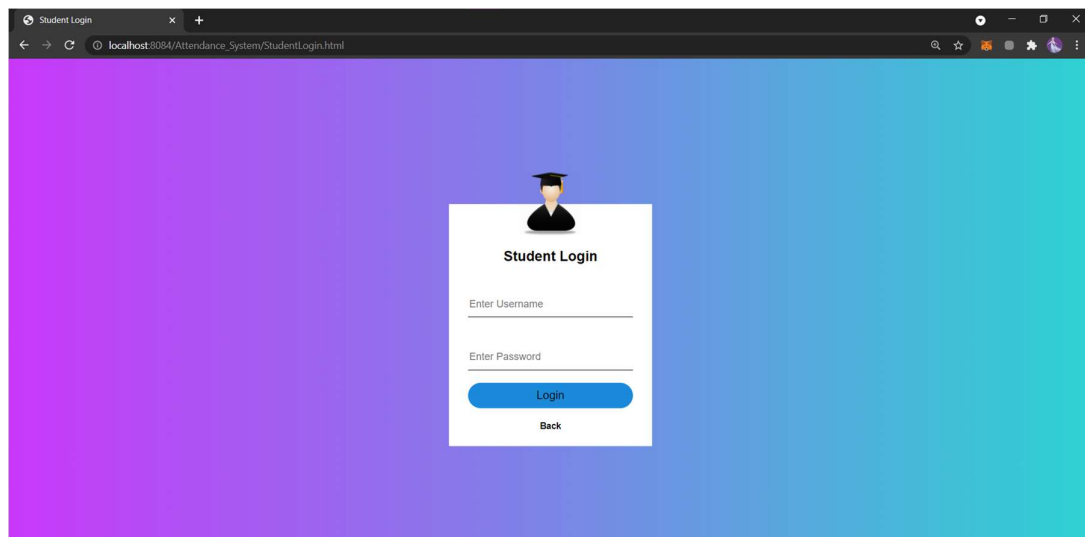 Student Login
localhost:8084/Attendance_System/StudentLogin.html
Student Login
Enter Username
Enter Password
Login
Back